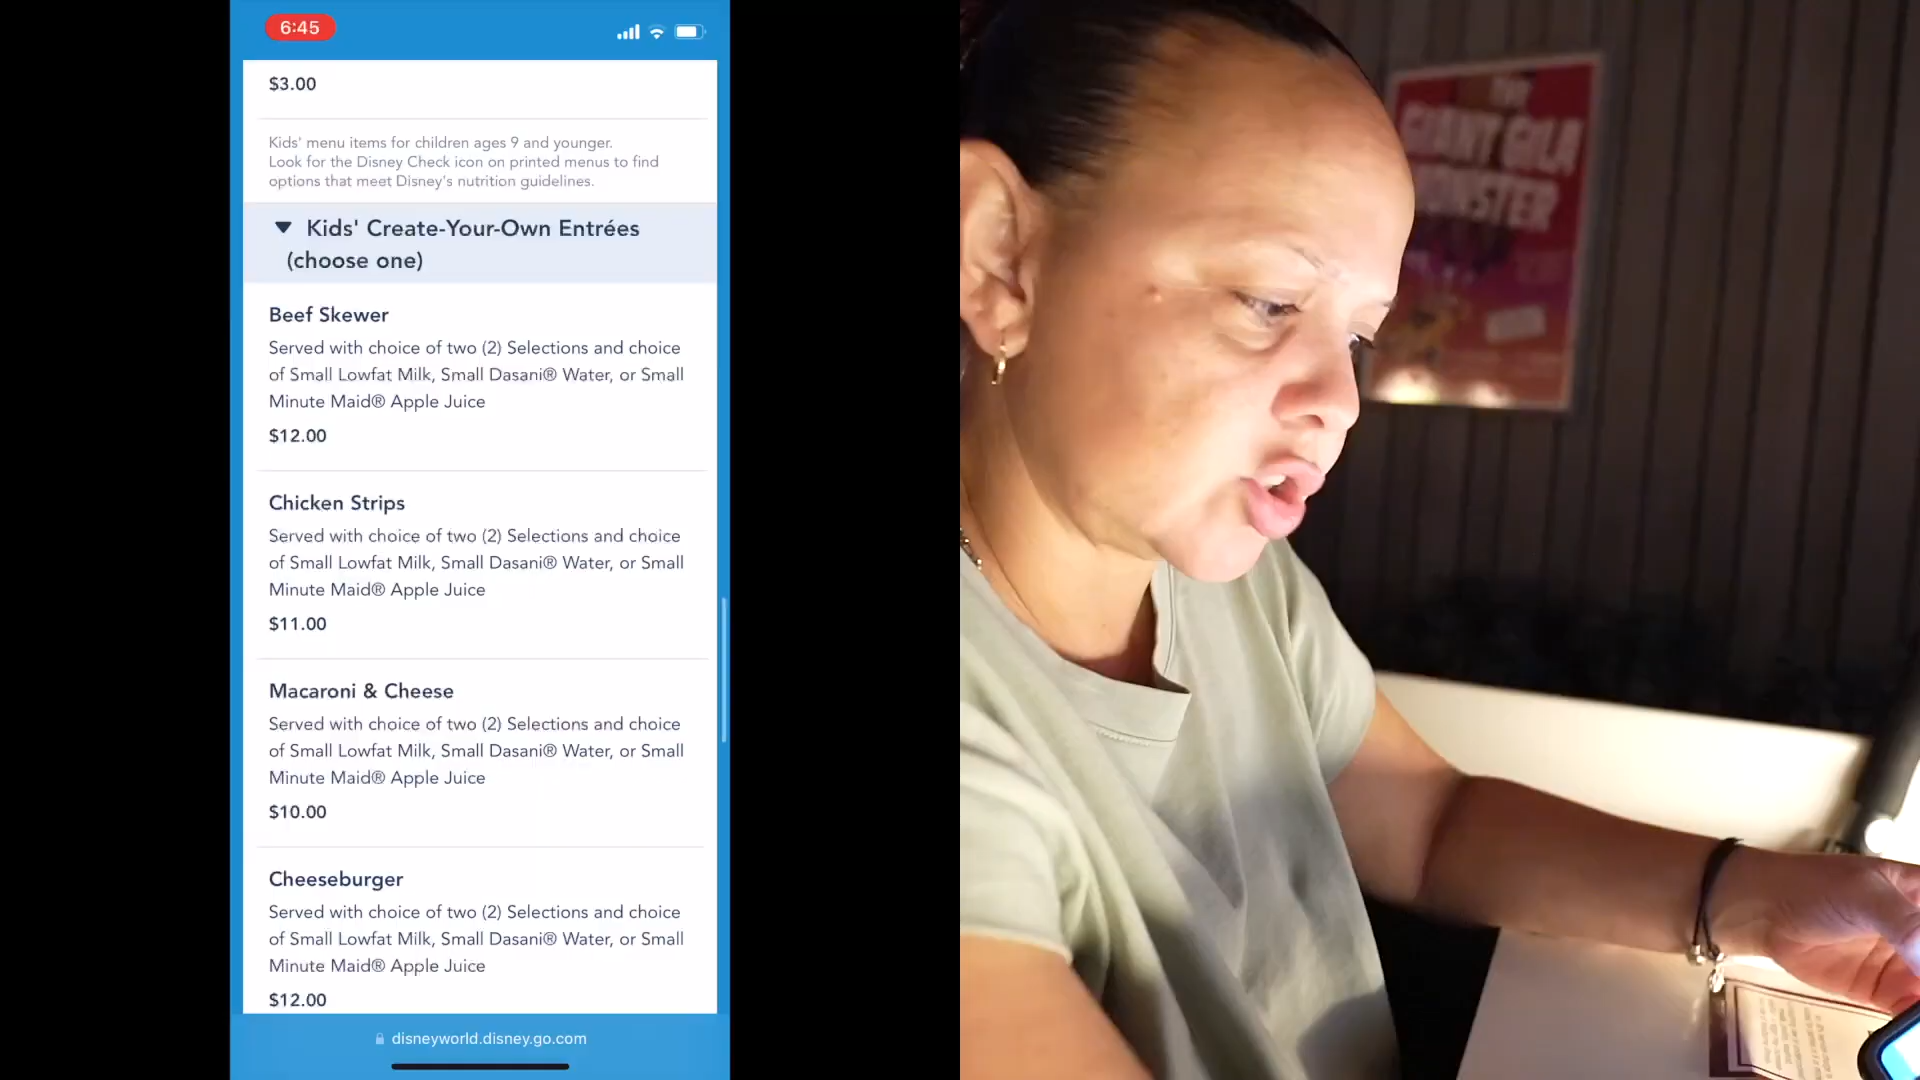 6:45
$3.00
Kids' menu items for children ages 9 and younger.
Look for the Disney Check icon on printed menus to find
options that meet Disney's nutrition guidelines.
Kids' Create-Your-Own Entrées
(choose one)
Beef Skewer
Served with choice of two (2) Selections and choice
of Small Lowfat Milk, Small Dasani® Water, or Small
Minute Maid® Apple Juice
$12.00
Chicken Strips
Served with choice of two (2) Selections and choice
of Small Lowfat Milk, Small Dasani® Water, or Small
Minute Maid® Apple Juice
$11.00
Macaroni & Cheese
Served with choice of two (2) Selections and choice
of Small Lowfat Milk, Small Dasani® Water, or Small
Minute Maid® Apple Juice
$10.00
Cheeseburger
Served with choice of two (2) Selections and choice
of Small Lowfat Milk, Small Dasani® Water, or Small
Minute Maid® Apple Juice
$12.00
disneyworld.disney.go.com
THE
GIANT GILA
MONSTER